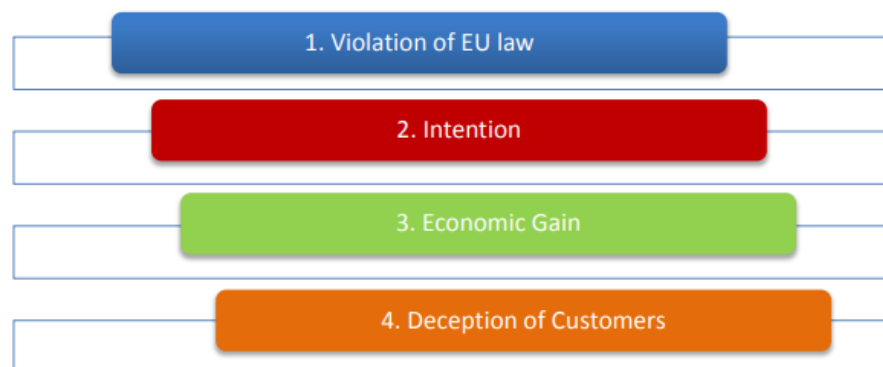 1. Violation of EU law
2. Intention
3. Economic Gain
4. Deception of Customers